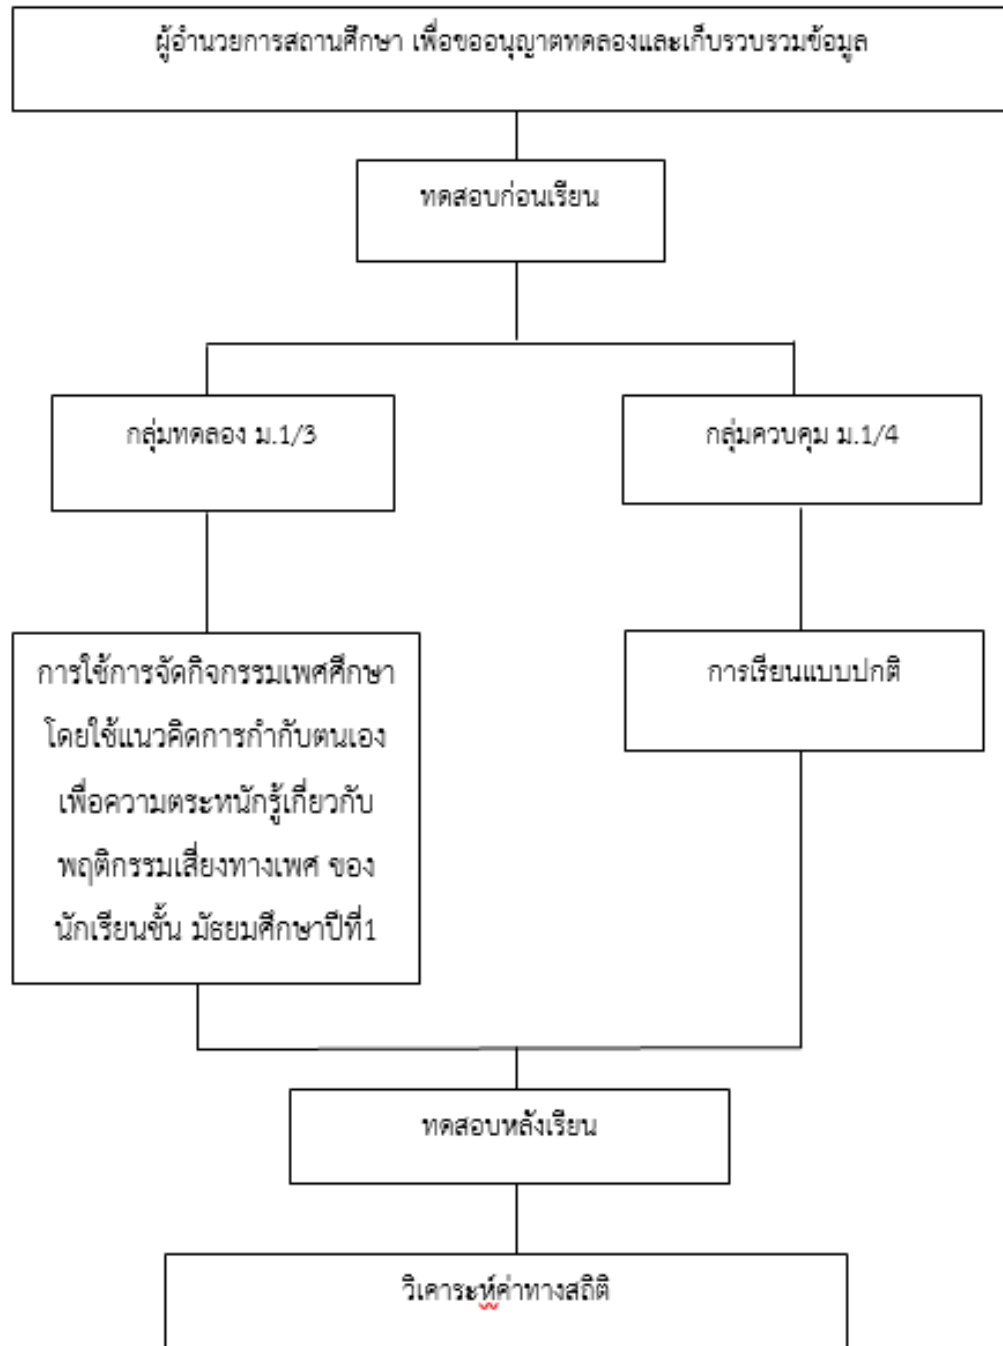 ผู้อำนวยการสถานศึกษา เพื่อขออนุญาตทดลองและเก็บรวบรวมข้อมูล
ทดสอบก่อนเรียน
กลุ่มทดลอง ม.1/3
กลุ่มควบคุม ม.1/4
การใช้การจัดกิจกรรมเพศศึกษา
โดยใช้แนวคิดการกำกับตนเอง
เพื่อความตระหนักรู้เกี่ยวกับ
พฤติกรรมเสี่ยงทางเพศ ของ
นักเรียนชั้น มัธยมศึกษาปีที่1
การเรียนแบบปกติ
ทดสอบหลังเรียน
วิเคาระห์ค่าทางสถิติ